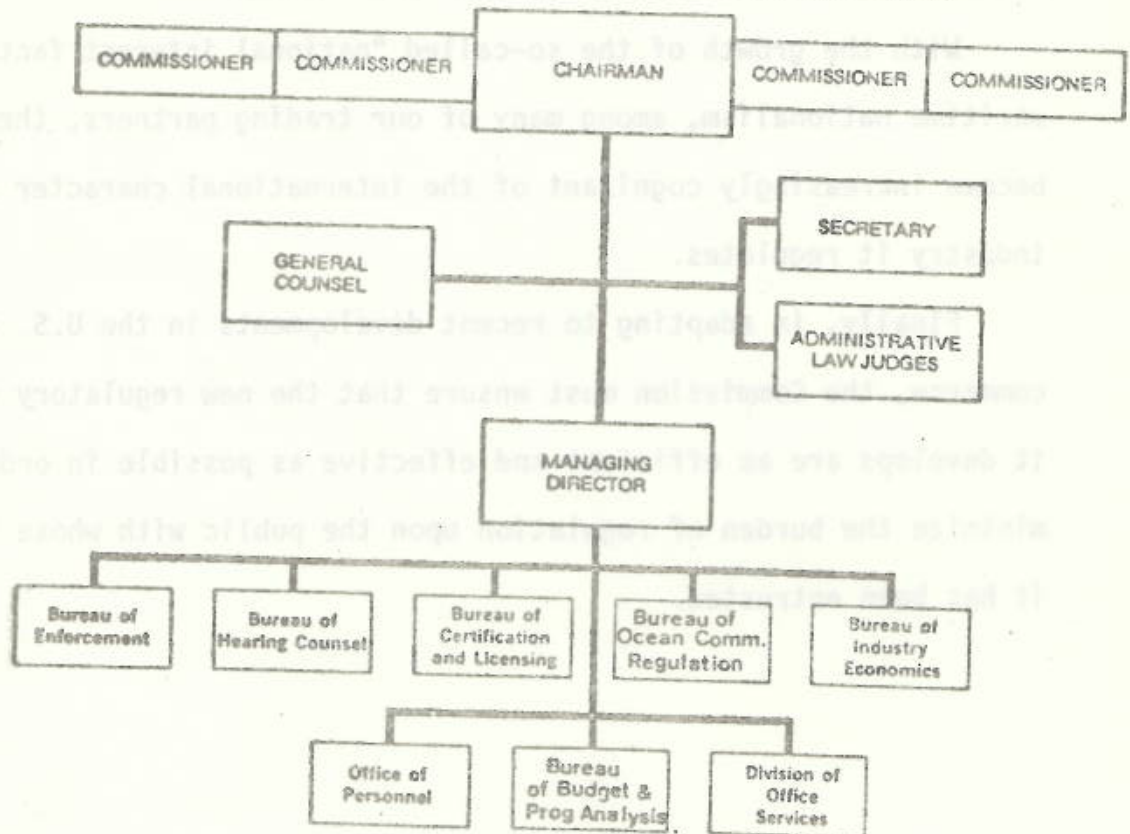 COMMISSIONER
COMMISSIONER
CHAIRMAN
COMMISSIONER
COMMISSIONER
GENERAL
COUNSEL
SECRETARY
ADMINISTRATIVE
LAW JUDGES
MANAGING
DIRECTOR
Bureau of
Enforcement
Bureau of
Hearing Counsel
Bureau of
Certification
and Licensing
Bureau of
Ocean Comm.
Regulation
Bureau of
Industry
Economics
Office of
Personnel
Bureau
of Budget &
Prog Analysis
Division of
Office
Services
With the growth of the so-called "national interest
nationalism, among many of our trading partners, the
increasingly cognizant of the international character
industry it regulates.
Finally, in adapting to recent developments in the U.S.
commerce, the Commission must ensure that the new regulatory
it develops are as efficient and effective as possible in
minimize the burden of regulation upon the public with whose
it has been entrusted.